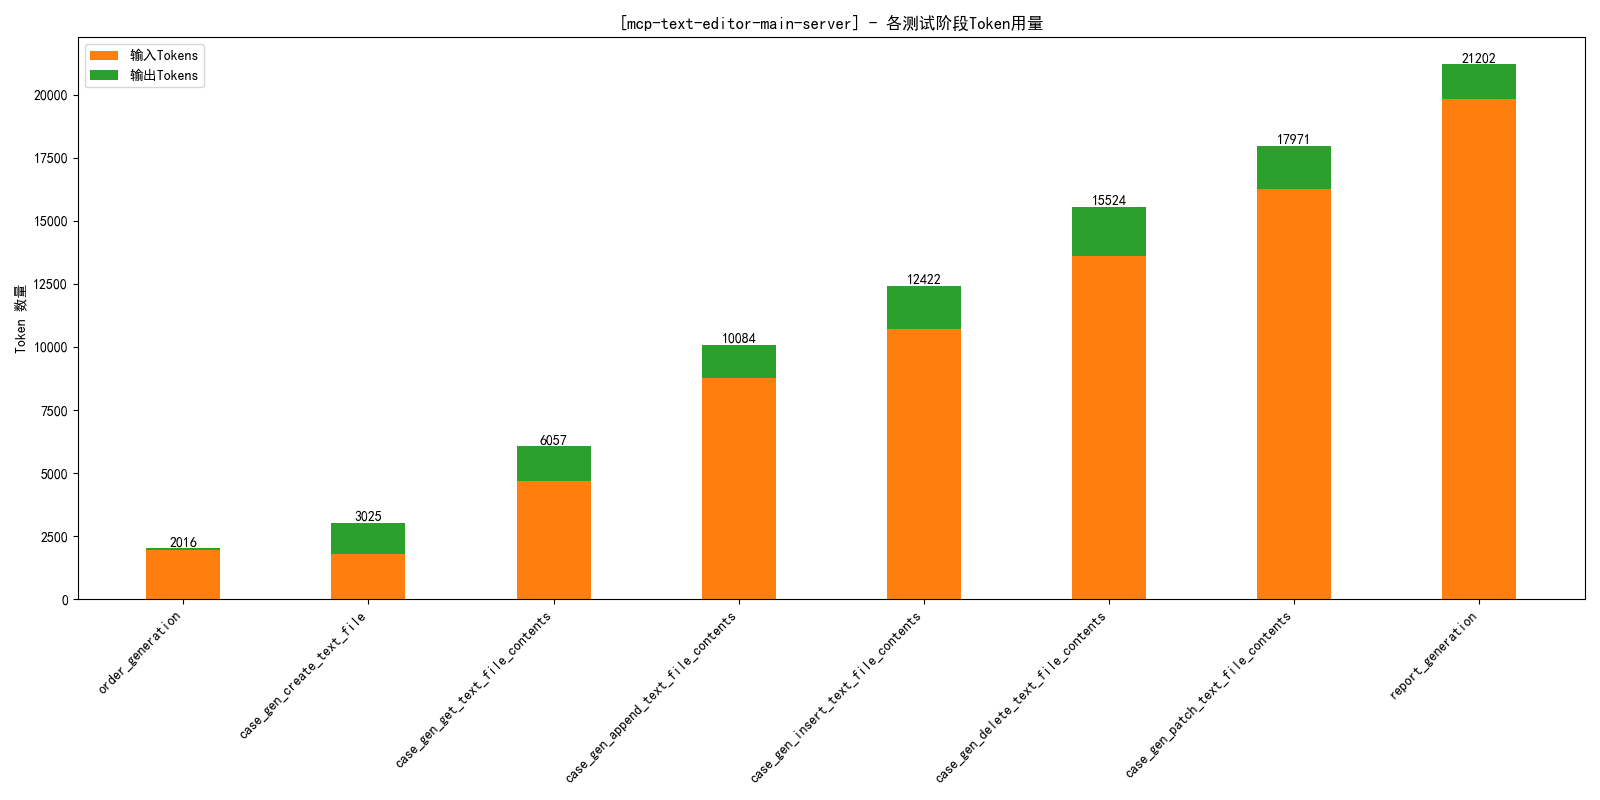 [mcp-text-editor-main-server] - 各测试阶段Token用量
输入Tokens
输出Tokens
Token 数量
20000
17500
15000
12500
10000
7500
5000
2500
0
2016
3025
6057
10084
12422
15524
17971
21202
order_generation
case_gen_create_text_file
case_gen_get_text_file_contents
case_gen_append_text_file_contents
case_gen_insert_text_file_contents
case_gen_delete_text_file_contents
case_gen_patch_text_file_contents
report_generation